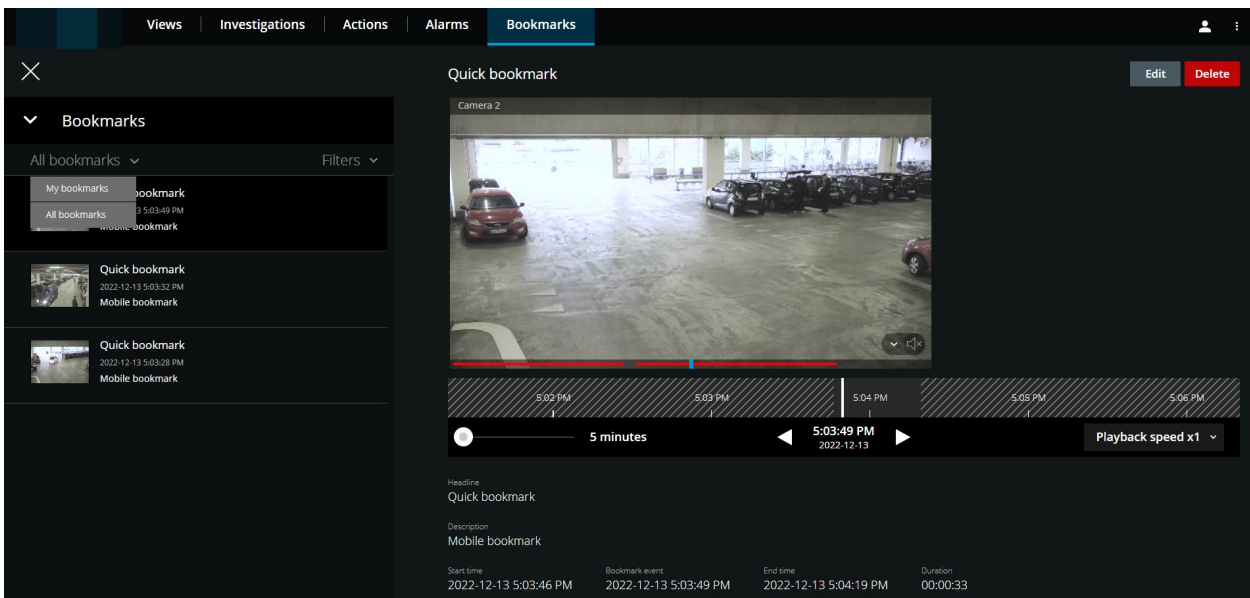 Views Investigations Actions Alarms Bookmarks
Quick bookmark
Edit Delete
Bookmarks
All bookmarks Filters
My bookmarks
All bookmarks
bookmark
3 5:03:49 PM
Mobile bookmark
Quick bookmark
2022-12-13 5:03:32 PM
Mobile bookmark
Quick bookmark
2022-12-13 5:03:28 PM
Mobile bookmark
Camera 2
5:02 PM 5:03 PM 5:04 PM 5:05 PM 5:06 PM
5 minutes
5:03:49 PM
2022-12-13
Playback speed x1
Headline
Quick bookmark
Description
Mobile bookmark
Start time Bookmark event End time Duration
2022-12-13 5:03:46 PM 2022-12-13 5:03:49 PM 2022-12-13 5:04:19 PM 00:00:33